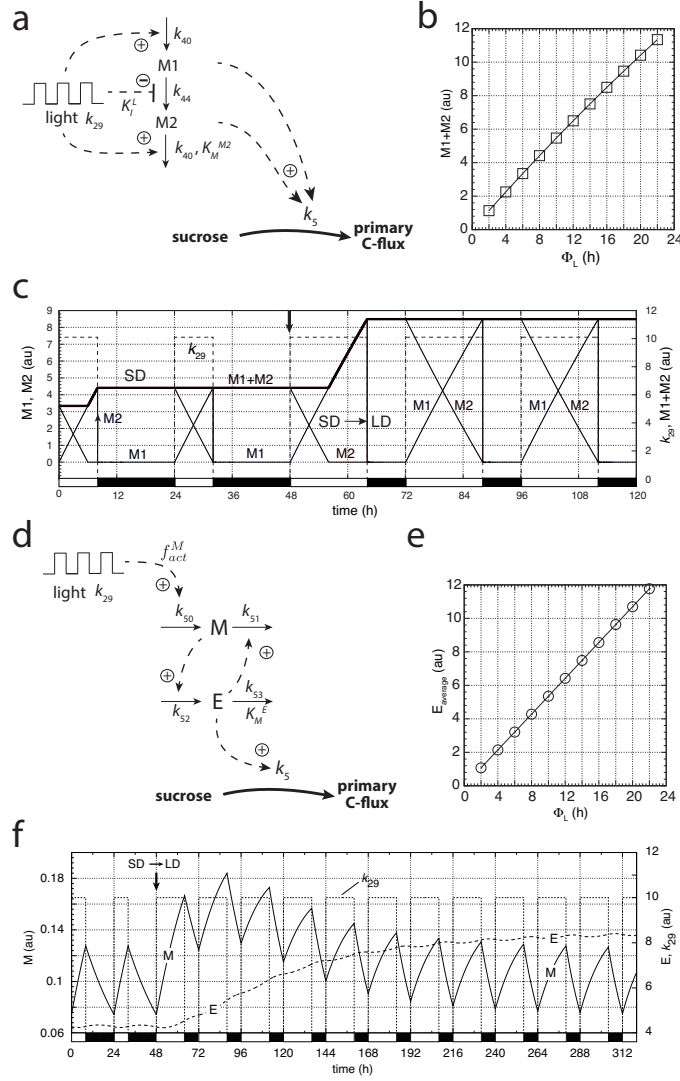 a
k40
M1
k44
K_I^L
light k29
M2
k40, K_M^M2
k5
sucrose
primary C-flux
b
M1+M2 (au)
12
10
8
6
4
2
0
0 4 8 12 16 20 24
Φ_L (h)
c
M1, M2 (au)
9
8
7
6
5
4
3
2
1
0
k29
SD
M1+M2
M2
M1
M1
SD → LD
M2
M1
M2
M1
M2
12
10
8
6
4
2
0
k29, M1+M2 (au)
0 12 24 36 48 60 72 84 96 108 120
time (h)
d
f_act^M
light k29
k50
M
k51
k52
E
k53
K_M^E
k5
sucrose
primary C-flux
e
E_average (au)
12
10
8
6
4
2
0
0 4 8 12 16 20 24
Φ_L (h)
f
SD → LD
k29
M (au)
0.18
0.14
0.1
0.06
M
E
E
M
12
10
8
6
4
E, k29 (au)
0 24 48 72 96 120 144 168 192 216 240 264 288 312
time (h)